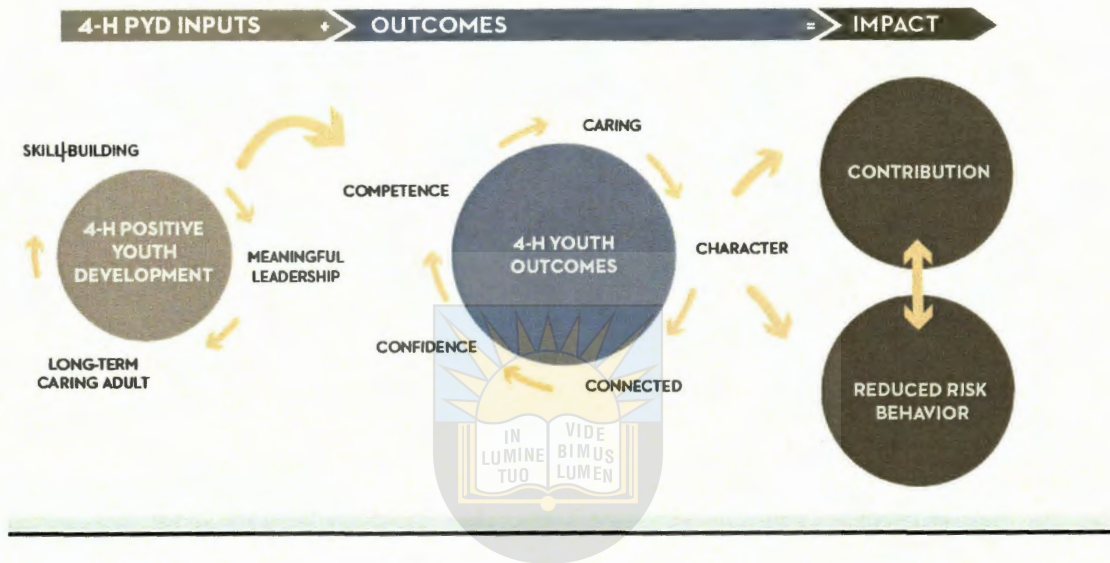 4-H PYD INPUTS + OUTCOMES = IMPACT
SKILL-BUILDING
4-H POSITIVE
YOUTH
DEVELOPMENT
MEANINGFUL
LEADERSHIP
LONG-TERM
CARING ADULT
CARING
COMPETENCE
4-H YOUTH
OUTCOMES
CHARACTER
CONFIDENCE
CONNECTED
CONTRIBUTION
REDUCED RISK
BEHAVIOR
IN
LUMINE
TUO
VIDE
BIMUS
LUMEN